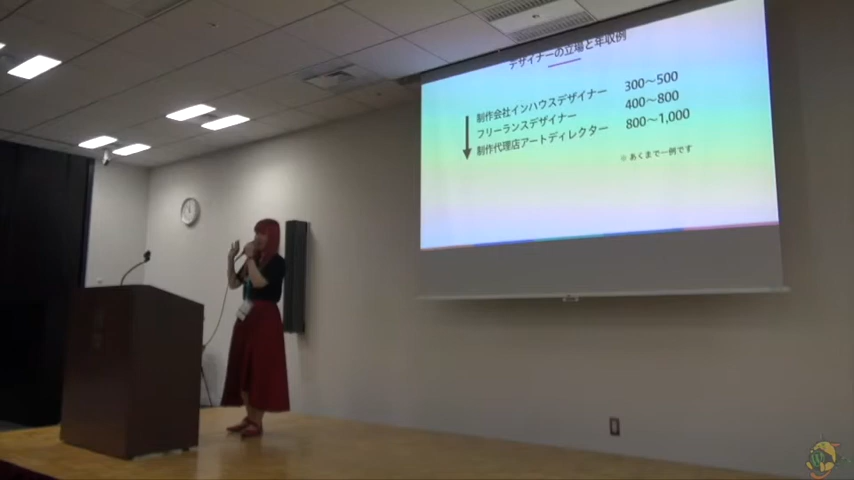 デザイナーの立場と年収例
制作会社インハウスデザイナー 300〜500
フリーランスデザイナー 400〜800
制作代理店アートディレクター 800〜1,000
※ あくまで一例です